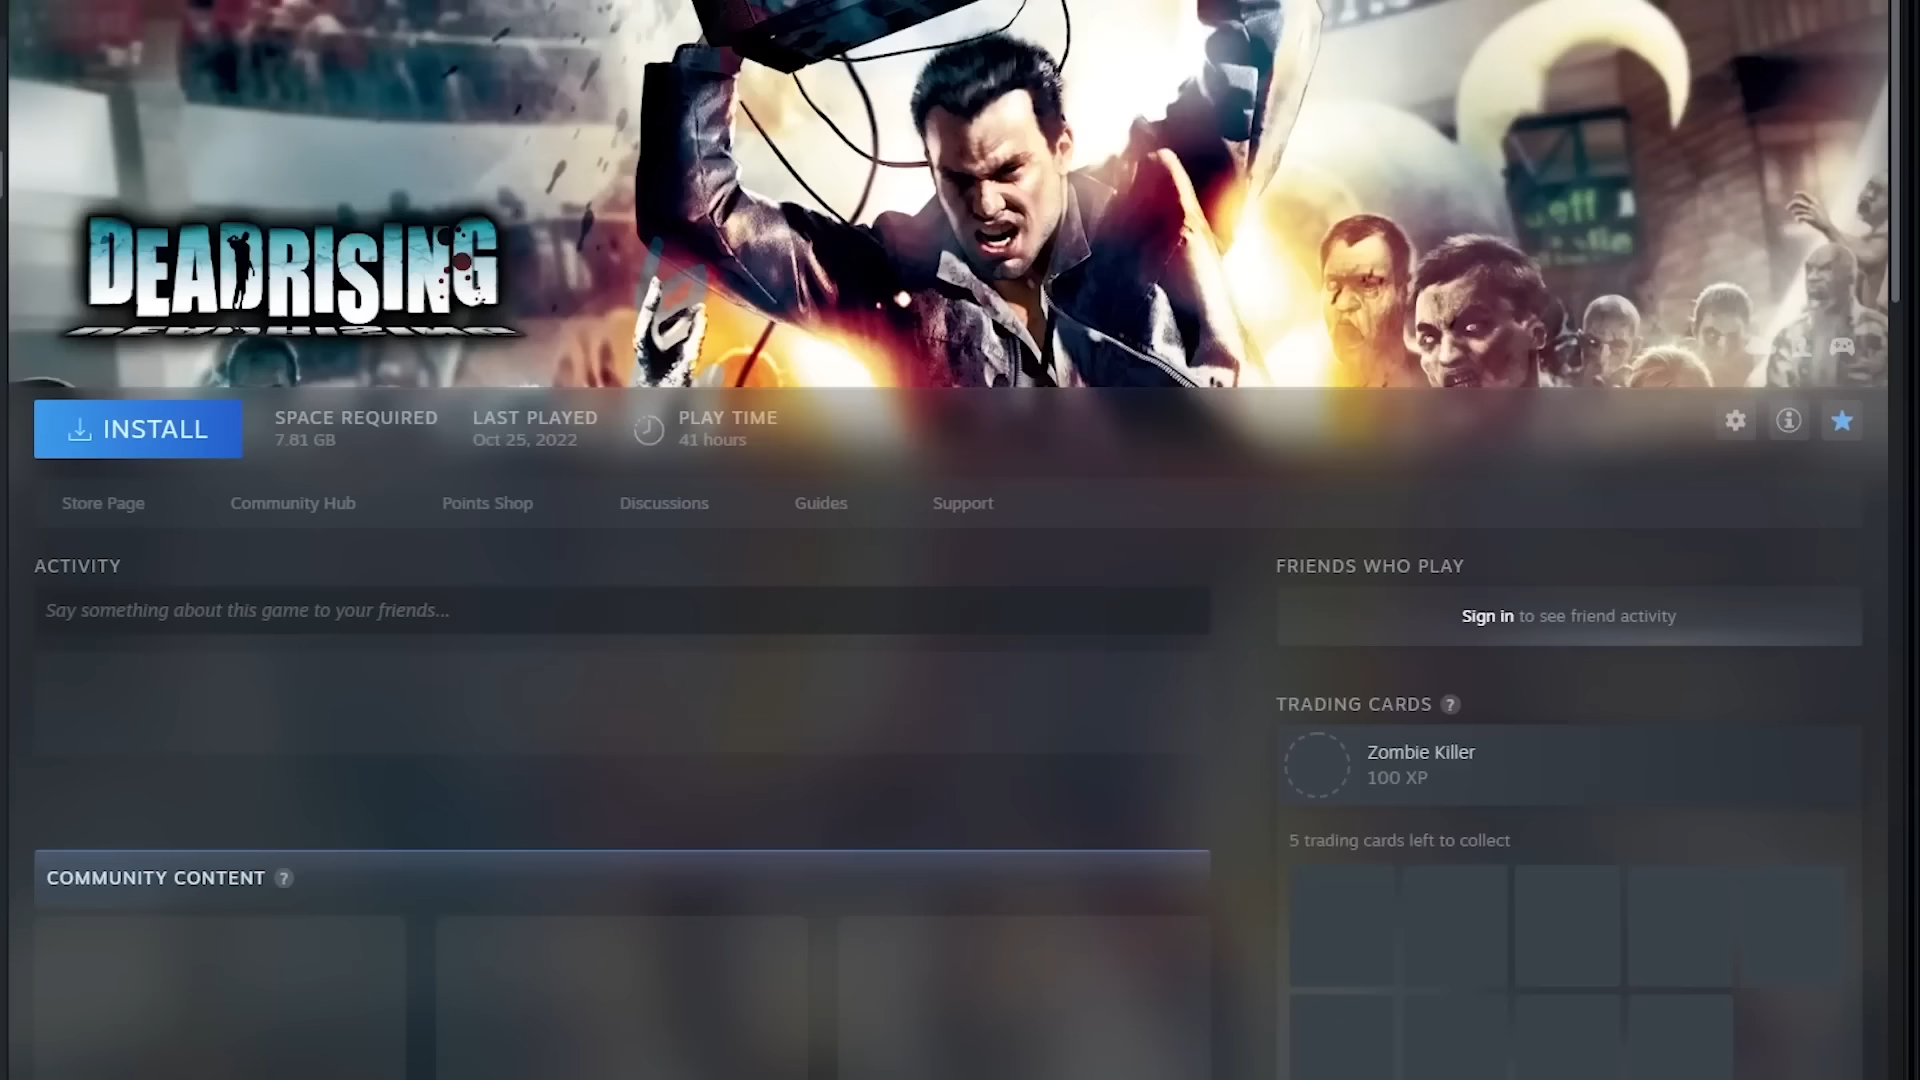 DEADRISING
INSTALL
SPACE REQUIRED
7.81 GB
LAST PLAYED
Oct 25, 2022
PLAY TIME
41 hours
Store Page
Community Hub
Points Shop
Discussions
Guides
Support
ACTIVITY
Say something about this game to your friends...
FRIENDS WHO PLAY
Sign in to see friend activity
TRADING CARDS ?
Zombie Killer
100 XP
5 trading cards left to collect
COMMUNITY CONTENT ?